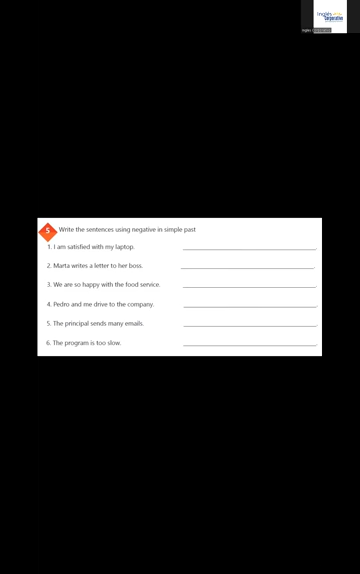 Inglés
Corporation
5 Write the sentences using negative in simple past
1. I am satisfied with my laptop.
2. Marta writes a letter to her boss.
3. We are so happy with the food service.
4. Pedro and me drive to the company.
5. The principal sends many emails.
6. The program is too slow.